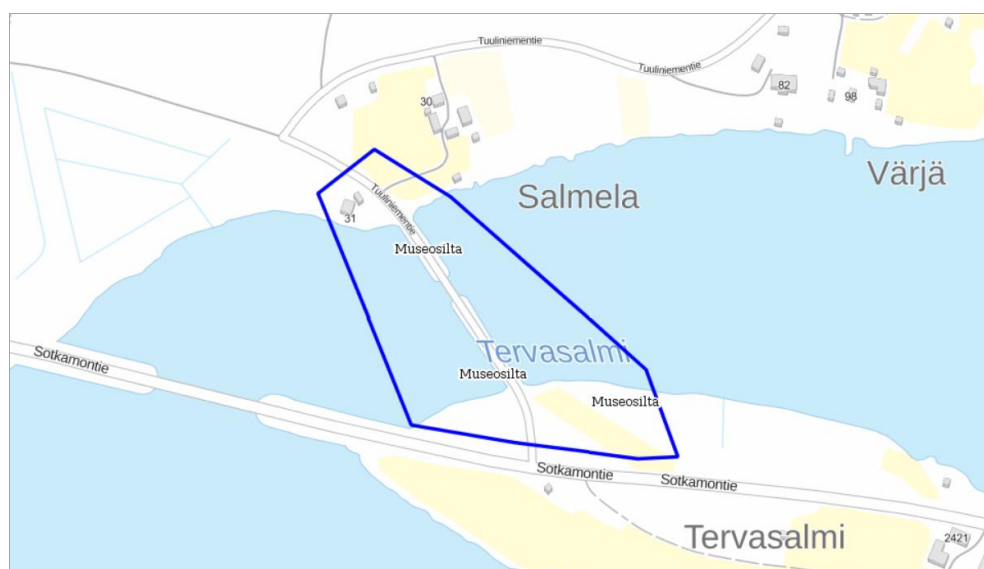 Tuuliniementie
Tuuliniementie
82
98
30
Värjä
Salmela
Tuuliniementie
31
Museosilta
Tervasalmi
Sotkamontie
Museosilta
Museosilta
Sotkamontie
Sotkamontie
Tervasalmi
2421